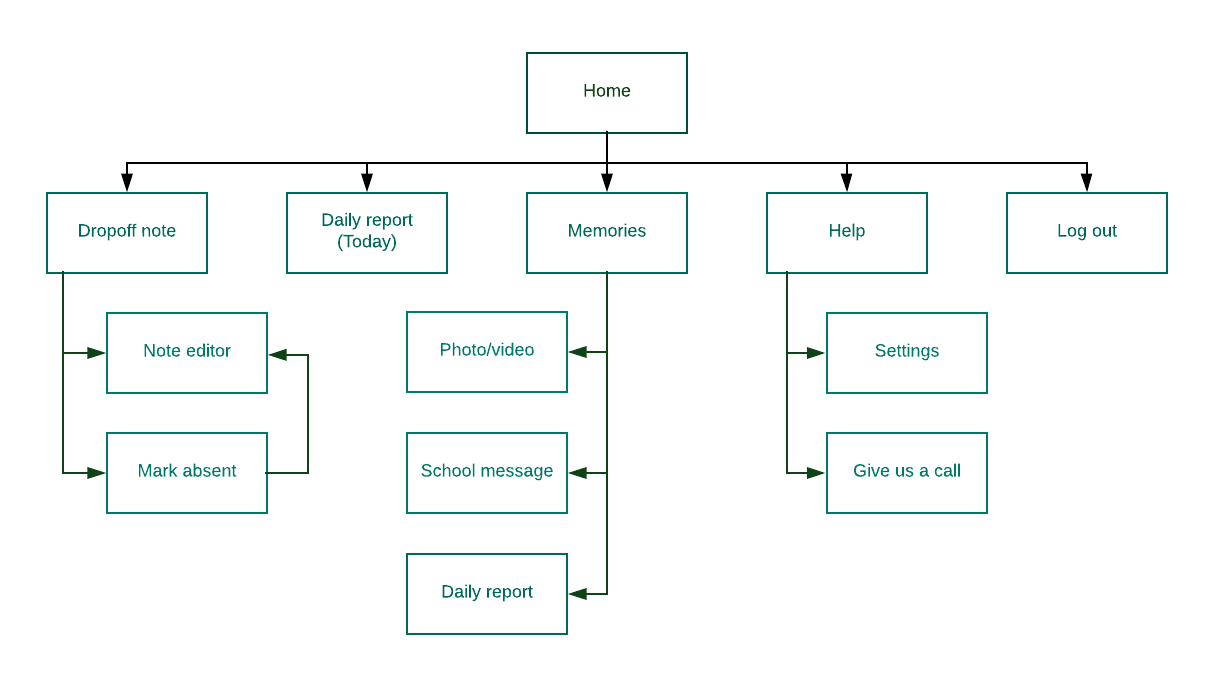 Home
Dropoff note
Daily report
(Today)
Memories
Help
Log out
Note editor
Photo/video
Settings
Mark absent
School message
Give us a call
Daily report